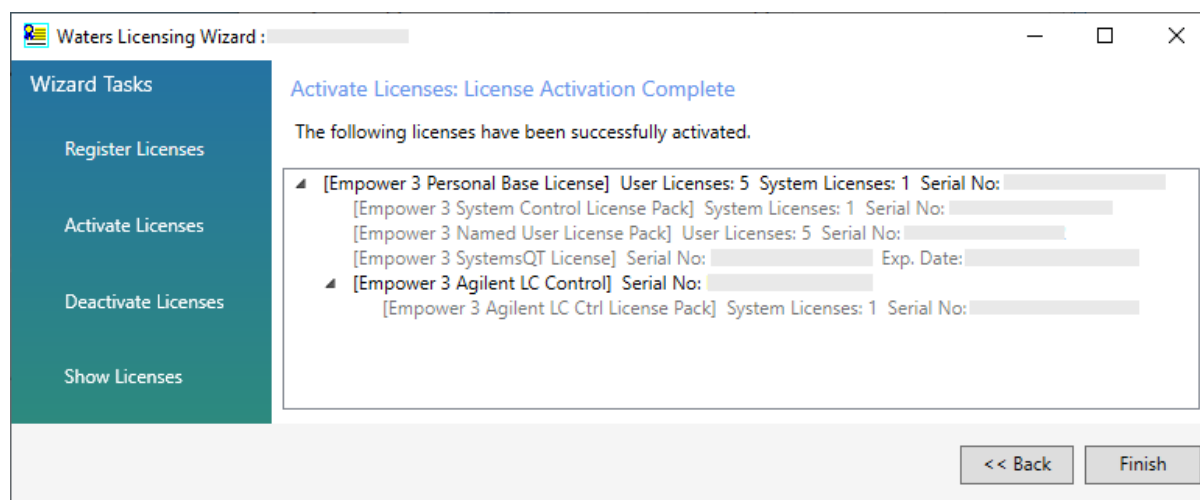 Waters Licensing Wizard :
Wizard Tasks
Register Licenses
Activate Licenses
Deactivate Licenses
Show Licenses
Activate Licenses: License Activation Complete
The following licenses have been successfully activated.
[Empower 3 Personal Base License] User Licenses: 5 System Licenses: 1 Serial No:
[Empower 3 System Control License Pack] System Licenses: 1 Serial No:
[Empower 3 Named User License Pack] User Licenses: 5 Serial No:
[Empower 3 SystemsQT License] Serial No: Exp. Date:
[Empower 3 Agilent LC Control] Serial No:
[Empower 3 Agilent LC Ctrl License Pack] System Licenses: 1 Serial No:
<< Back
Finish